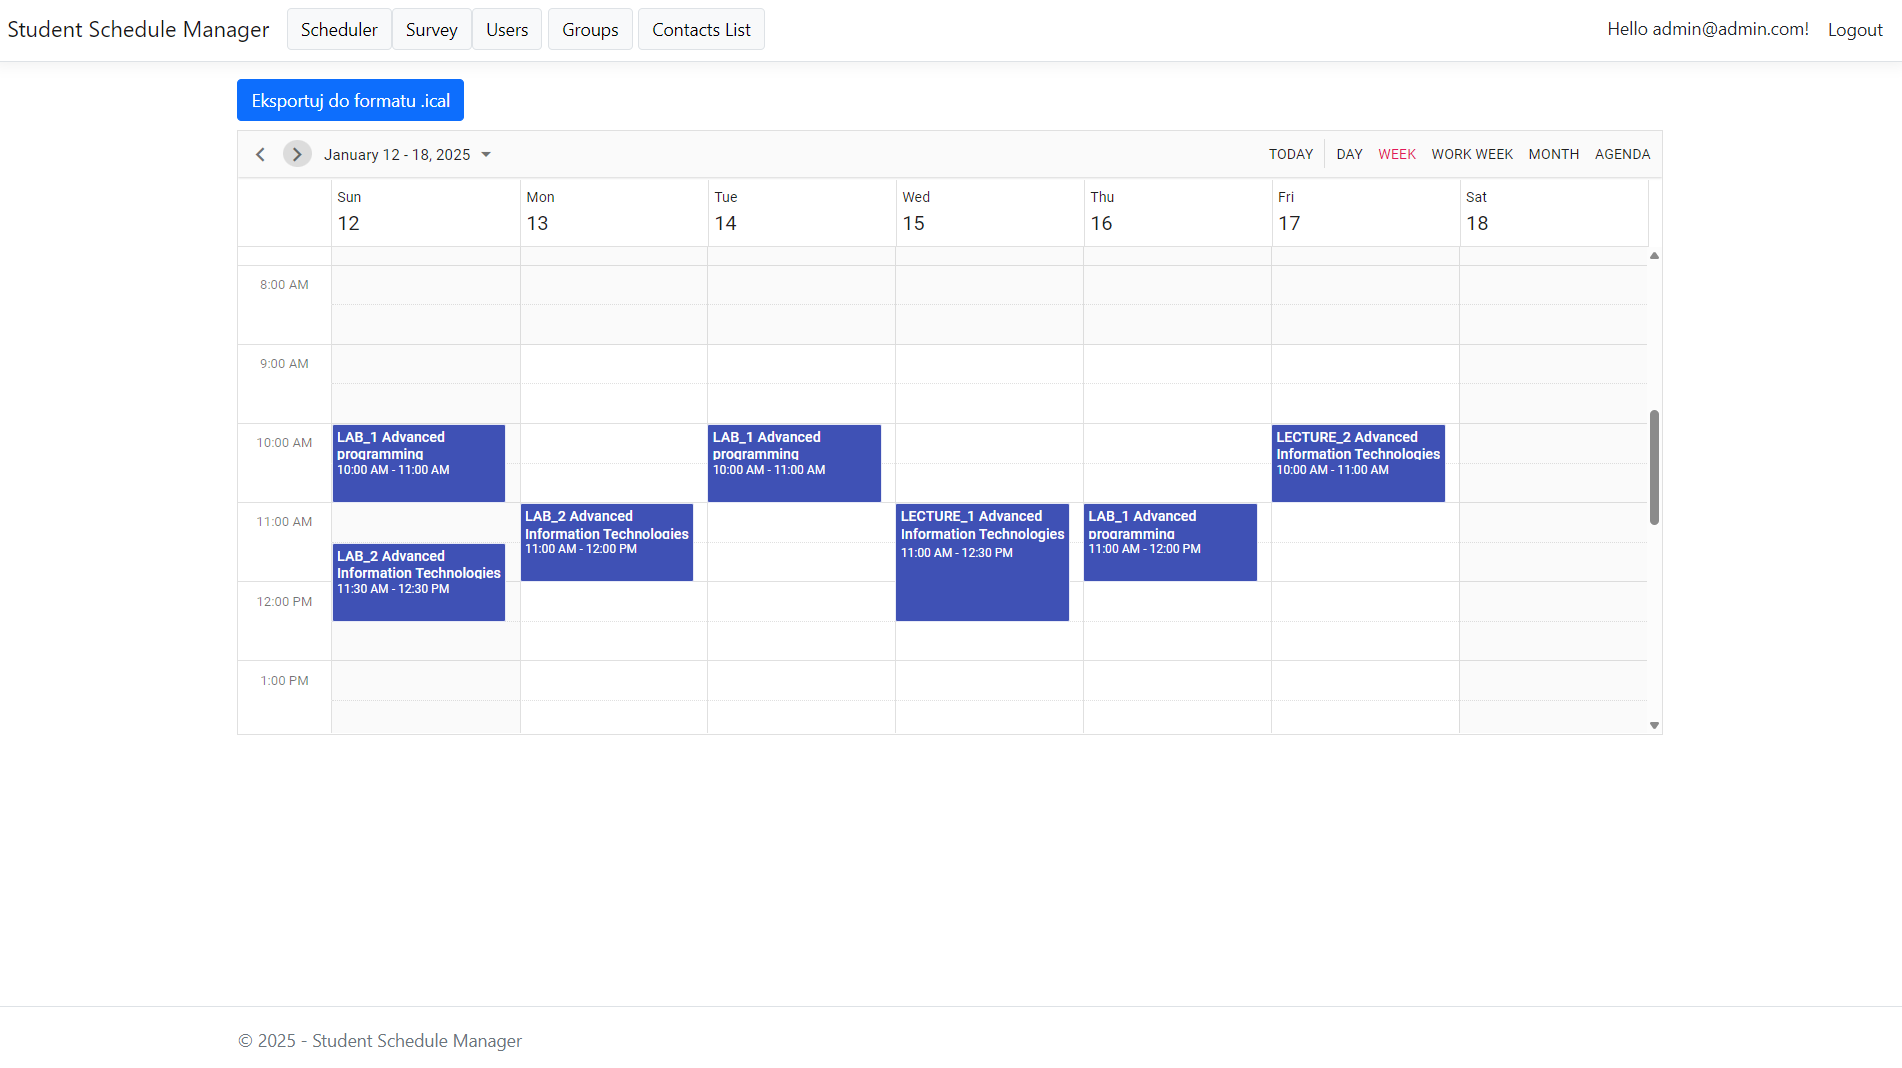 Student Schedule Manager Scheduler Survey Users Groups Contacts List Hello admin@admin.com! Logout
Eksportuj do formatu .ical
January 12 - 18, 2025 TODAY DAY WEEK WORK WEEK MONTH AGENDA
Sun Mon Tue Wed Thu Fri Sat
12 13 14 15 16 17 18
8:00 AM
9:00 AM
10:00 AM
11:00 AM
12:00 PM
1:00 PM
LAB_1 Advanced
programming
10:00 AM - 11:00 AM
LAB_2 Advanced
Information Technologies
11:30 AM - 12:30 PM
LAB_2 Advanced
Information Technologies
11:00 AM - 12:00 PM
LAB_1 Advanced
programming
10:00 AM - 11:00 AM
LECTURE_1 Advanced
Information Technologies
11:00 AM - 12:30 PM
LAB_1 Advanced
programming
11:00 AM - 12:00 PM
LECTURE_2 Advanced
Information Technologies
10:00 AM - 11:00 AM
© 2025 - Student Schedule Manager